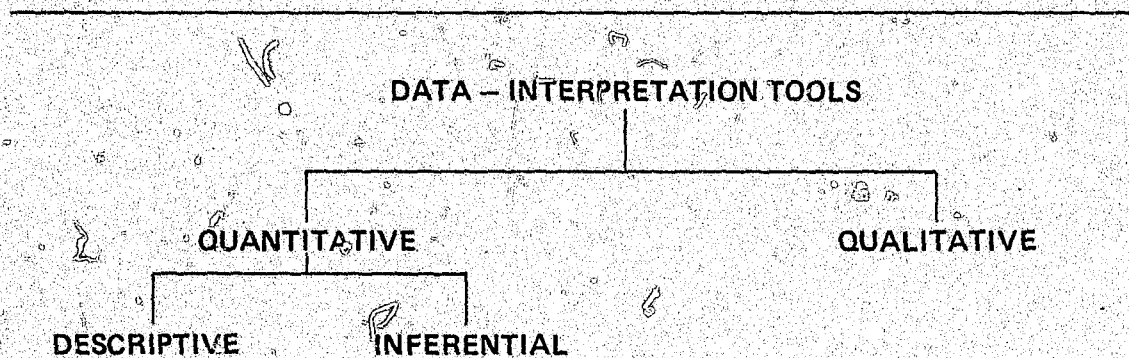 DATA – INTERPRETATION TOOLS
QUANTITATIVE QUALITATIVE
DESCRIPTIVE INFERENTIAL